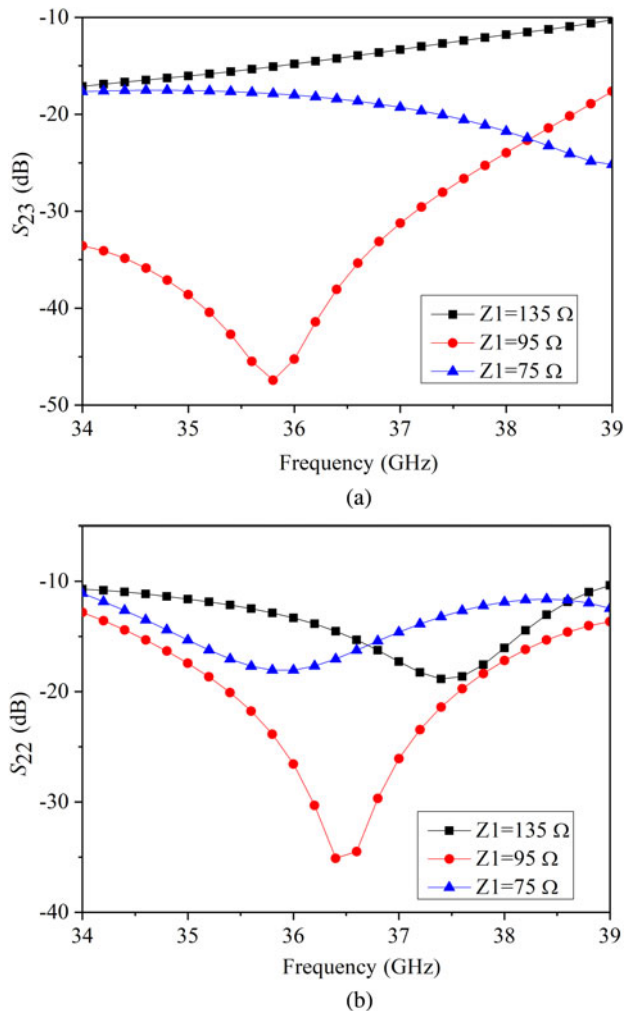 -10
-20
-30
-40
-50
S23 (dB)
Z1=135 Ω
Z1=95 Ω
Z1=75 Ω
34 35 36 37 38 39
Frequency (GHz)
(a)
-10
-20
-30
-40
S22 (dB)
Z1=135 Ω
Z1=95 Ω
Z1=75 Ω
34 35 36 37 38 39
Frequency (GHz)
(b)